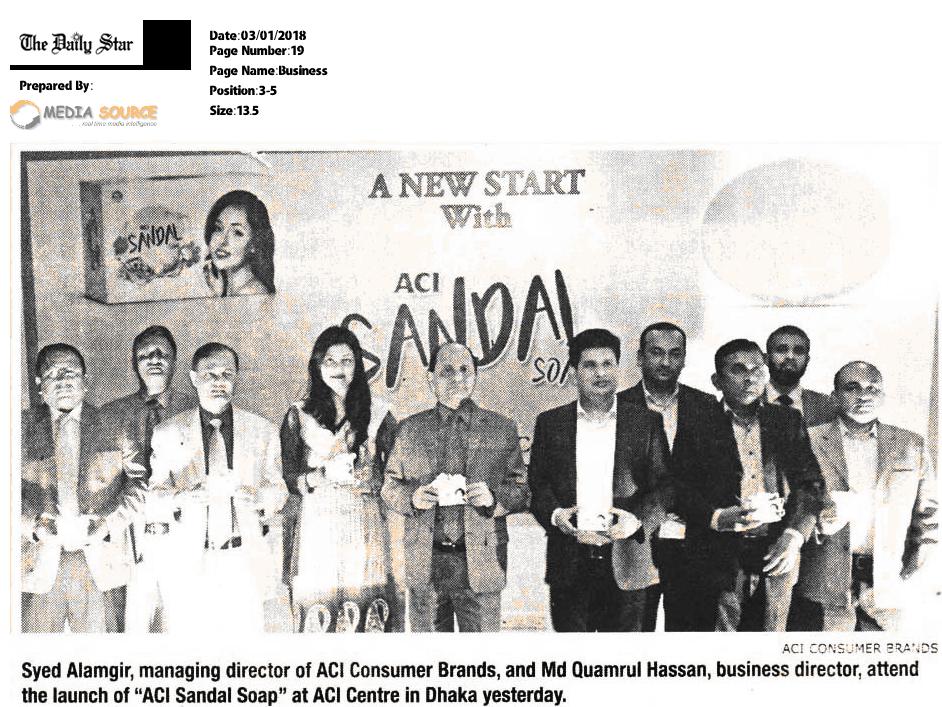 The Daily Star
Date:03/01/2018
Page Number:19
Page Name:Business
Position:3-5
Size:13.5
Prepared By:
MEDIA SOURCE
...real time media intelligence
A NEW START
With
ACI
SANDAL
ACI
SANDAL
ACI CONSUMER BRANDS
Syed Alamgir, managing director of ACI Consumer Brands, and Md Quamrul Hassan, business director, attend
the launch of “ACI Sandal Soap” at ACI Centre in Dhaka yesterday.